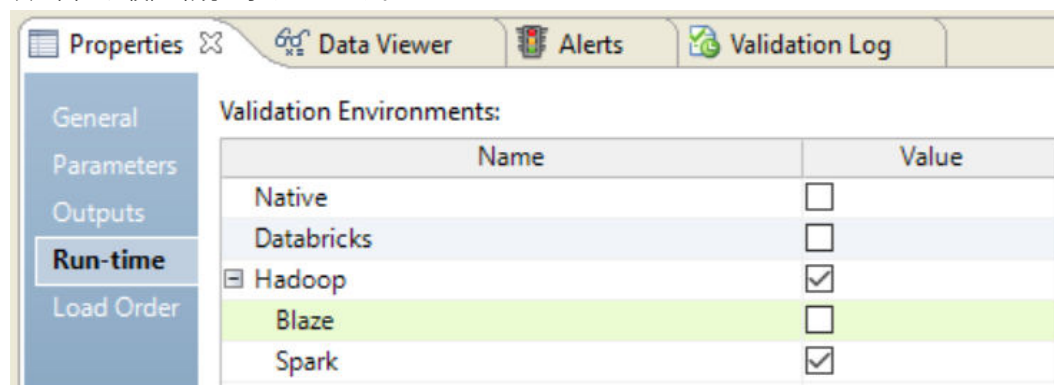 Properties Data Viewer Alerts Validation Log
General
Parameters
Outputs
Run-time
Load Order
Validation Environments:
Name Value
Native
Databricks
Hadoop
Blaze
Spark